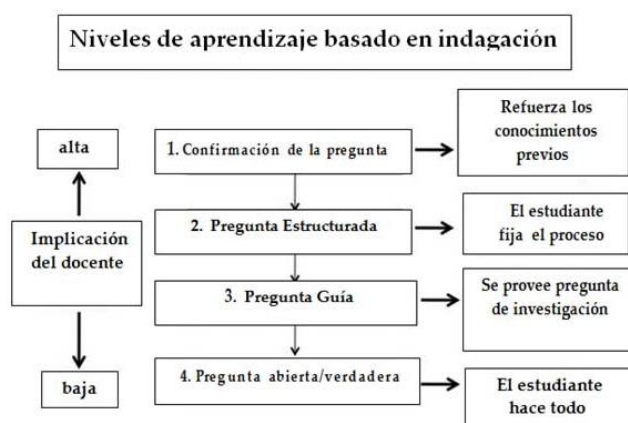 Niveles de aprendizaje basado en indagación
alta
Implicación
del docente
baja
1. Confirmación de la pregunta
Refuerza los
conocimientos
previos
2. Pregunta Estructurada
El estudiante
fija el proceso
3. Pregunta Guía
Se provee pregunta
de investigación
4. Pregunta abierta/verdadera
El estudiante
hace todo